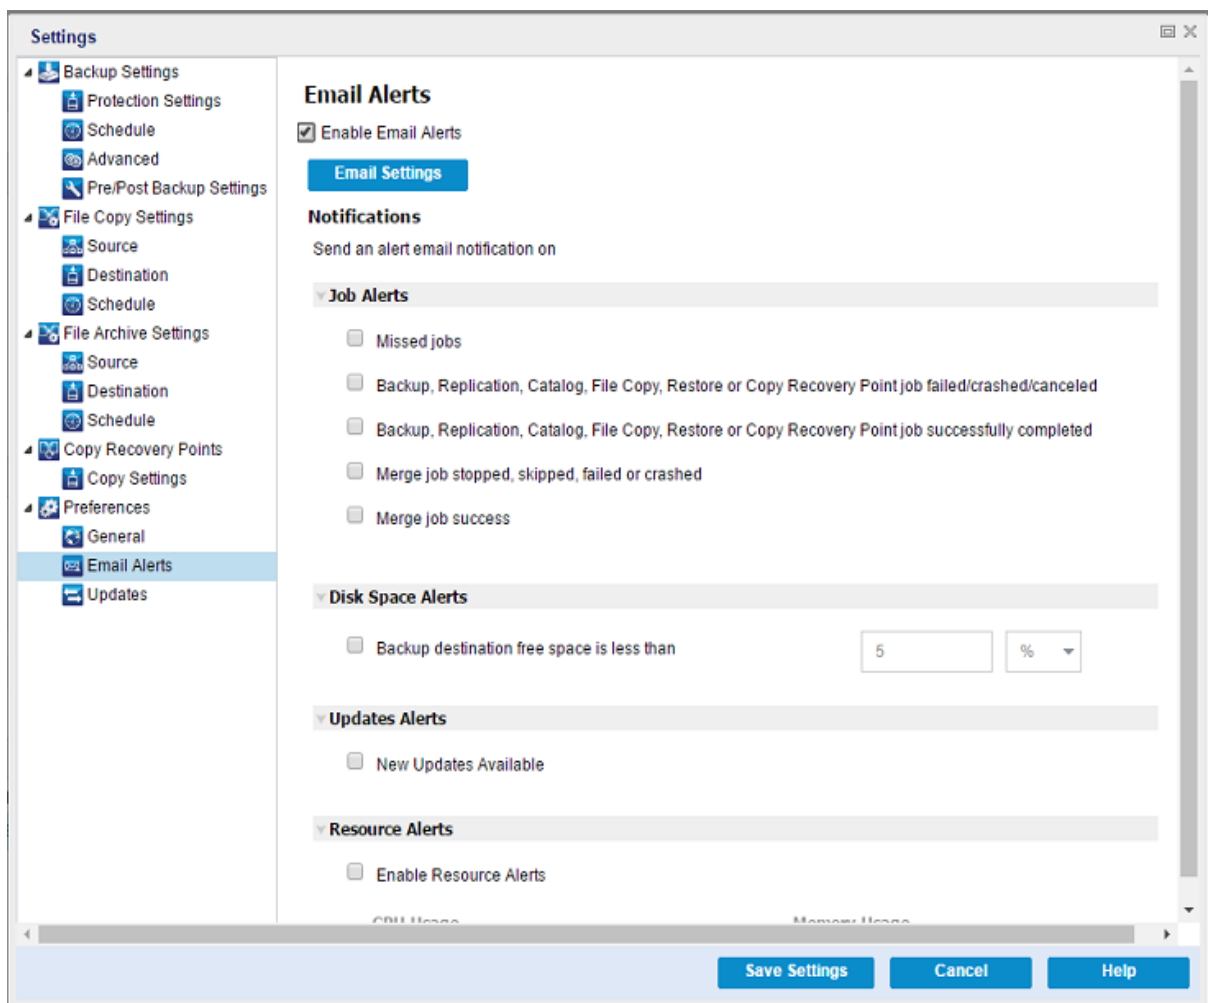 Settings
Backup Settings
Protection Settings
Schedule
Advanced
Pre/Post Backup Settings
File Copy Settings
Source
Destination
Schedule
File Archive Settings
Source
Destination
Schedule
Copy Recovery Points
Copy Settings
Preferences
General
Email Alerts
Updates
Email Alerts
Enable Email Alerts
Email Settings
Notifications
Send an alert email notification on
Job Alerts
Missed jobs
Backup, Replication, Catalog, File Copy, Restore or Copy Recovery Point job failed/crashed/canceled
Backup, Replication, Catalog, File Copy, Restore or Copy Recovery Point job successfully completed
Merge job stopped, skipped, failed or crashed
Merge job success
Disk Space Alerts
Backup destination free space is less than 5 %
Updates Alerts
New Updates Available
Resource Alerts
Enable Resource Alerts
CPU Usage Memory Usage
Save Settings Cancel Help